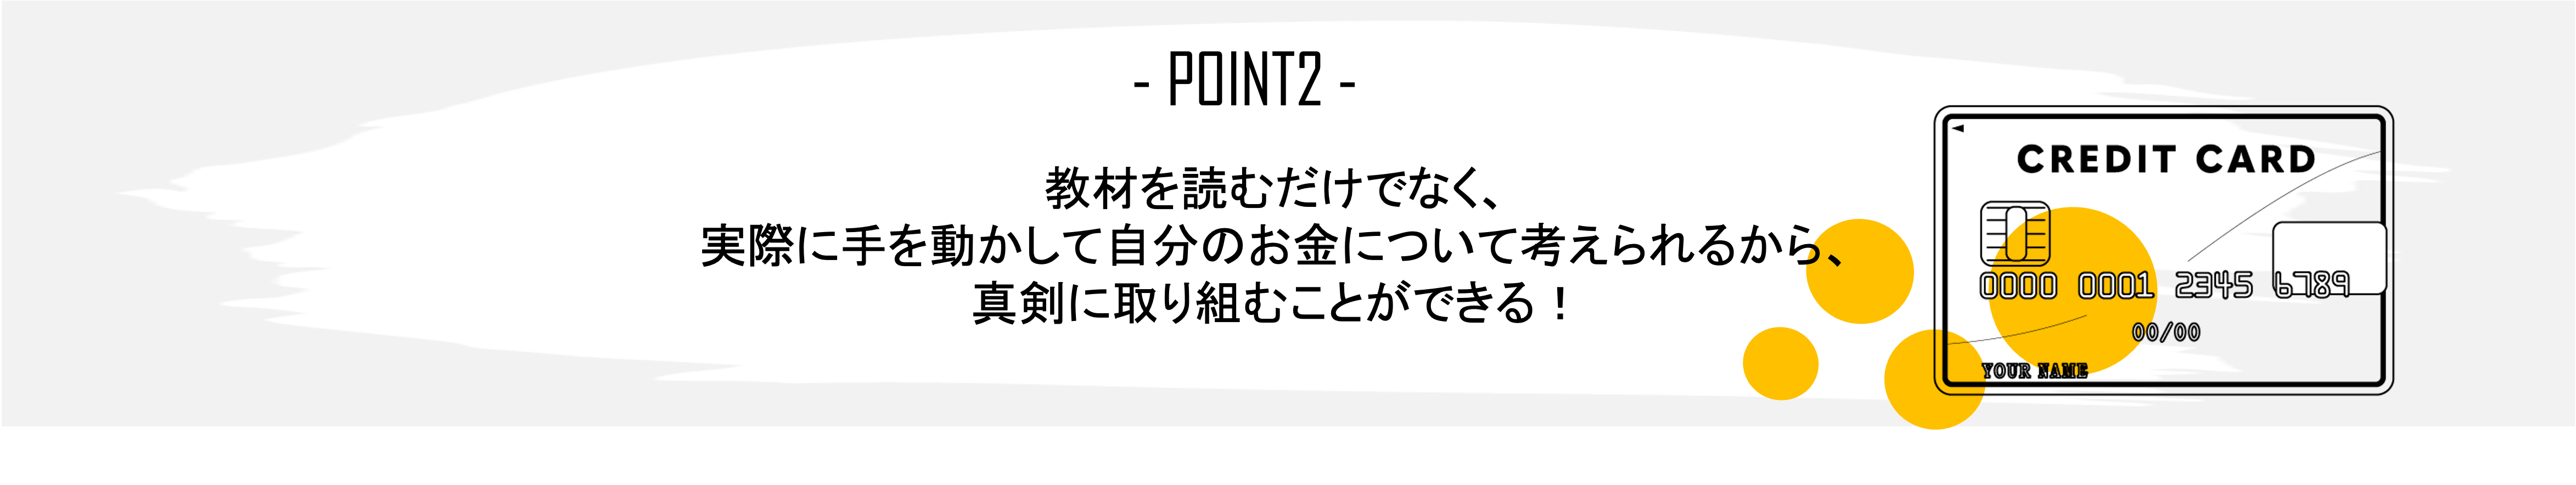 - POINT2 -
教材を読むだけでなく、
実際に手を動かして自分のお金について考えられるから、
真剣に取り組むことができる！
CREDIT CARD
0000 0001 2345 6789
00/00
YOUR NAME